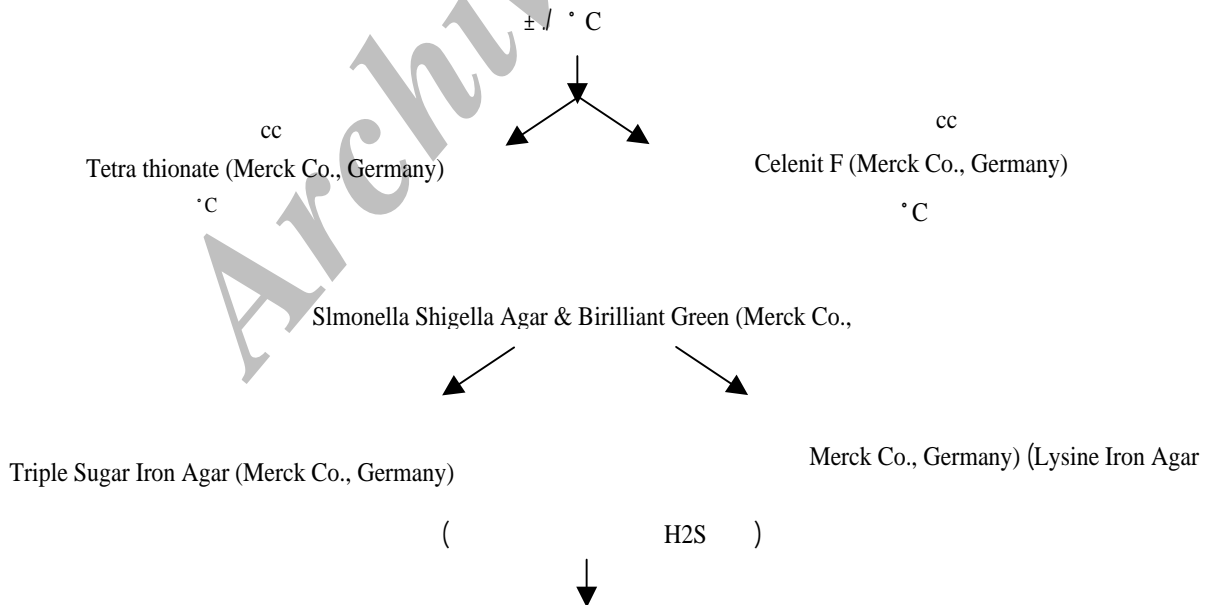 ± ./ ° C
cc
cc
Tetra thionate (Merck Co., Germany)
Celenit F (Merck Co., Germany)
°C
°C
Slmonella Shigella Agar & Birilliant Green (Merck Co.,
Triple Sugar Iron Agar (Merck Co., Germany)
Merck Co., Germany) (Lysine Iron Agar
( H2S )